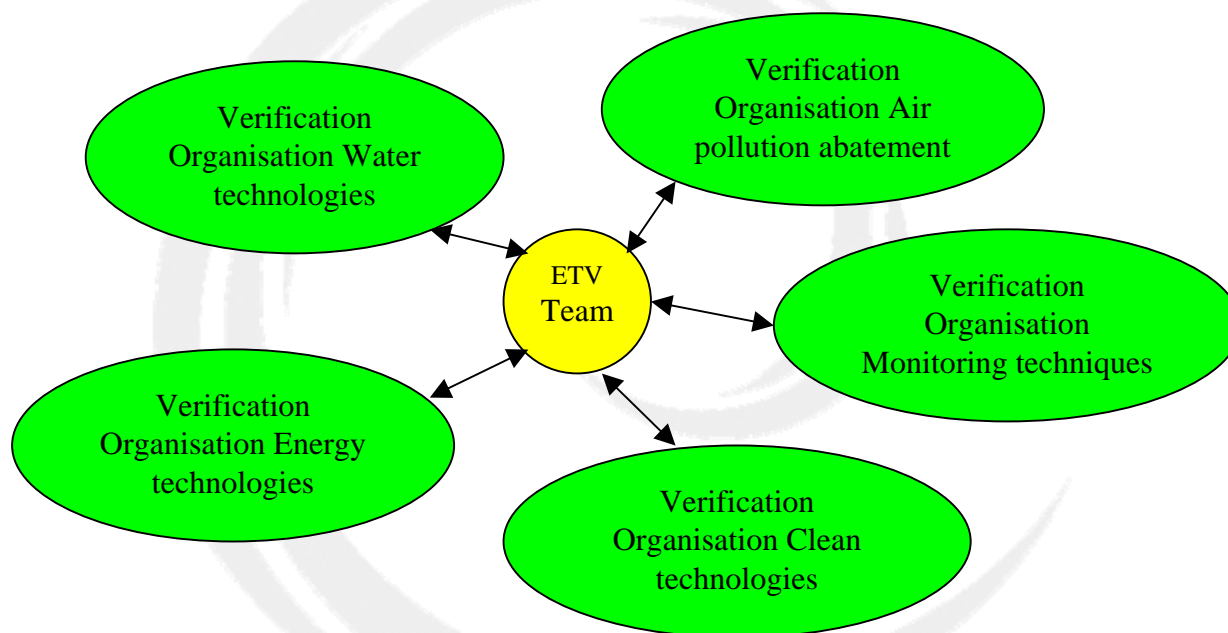 Verification
Organisation Water
technologies
Verification
Organisation Air
pollution abatement
ETV
Team
Verification
Organisation
Monitoring techniques
Verification
Organisation Energy
technologies
Verification
Organisation Clean
technologies